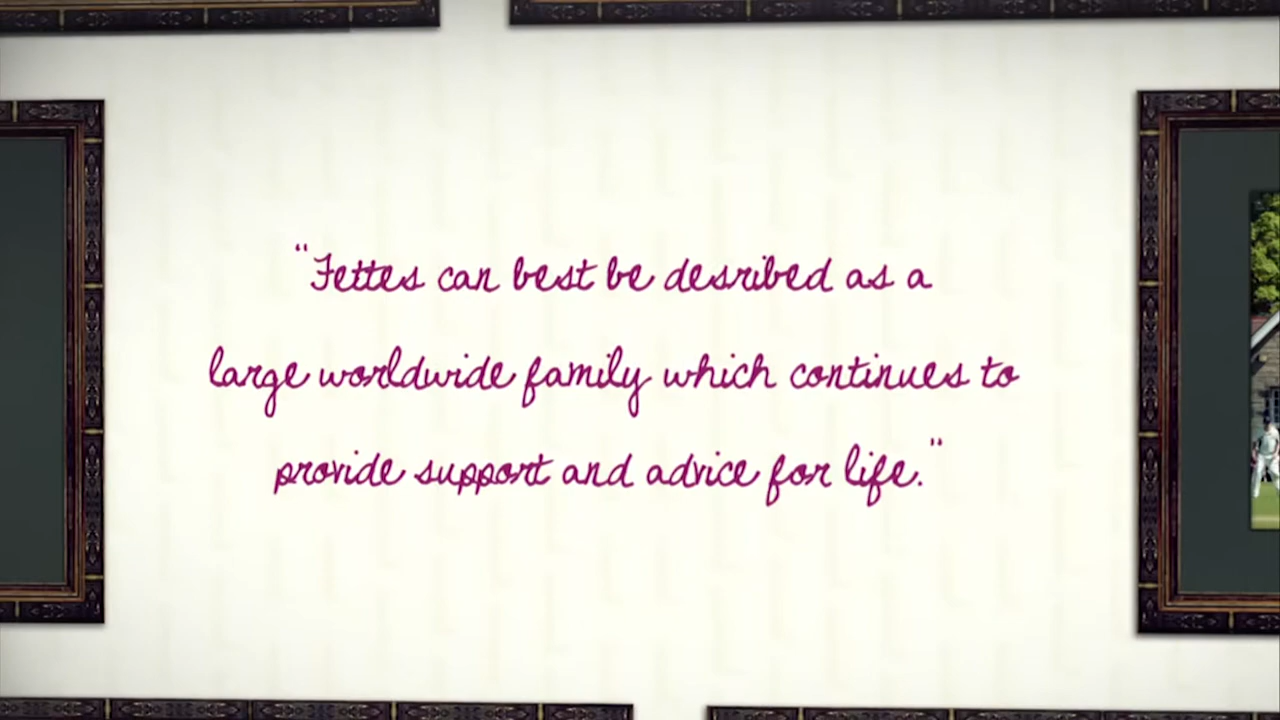 "Fettes can best be desribed as a
large worldwide family which continues to
provide support and advice for life."